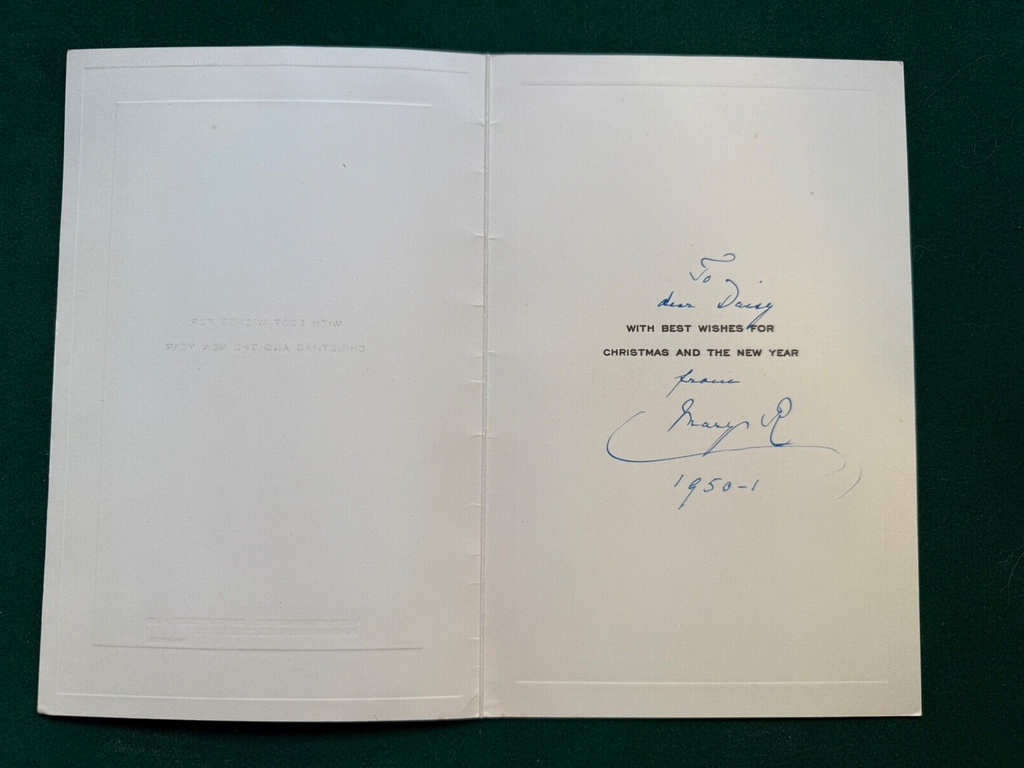 To
dear Daisy
WITH BEST WISHES FOR
CHRISTMAS AND THE NEW YEAR
from
Mary R
1950-1